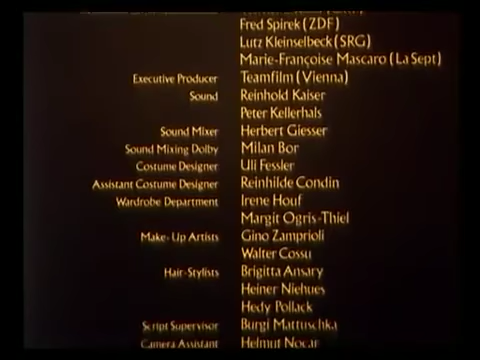 Fred Spirek (ZDF)
Lutz Kleinselbeck (SRG)
Marie-Françoise Mascaro (La Sept)
Executive Producer Teamfilm (Vienna)
Sound Reinhold Kaiser
Peter Kellerhals
Sound Mixer Herbert Giesser
Sound Mixing Dolby Milan Bor
Costume Designer Uli Fessler
Assistant Costume Designer Reinhilde Condin
Wardrobe Department Irene Houf
Margit Ogris-Thiel
Make-Up Artists Gino Zamprioli
Walter Cossu
Hair-Stylists Brigitta Ansary
Heiner Niehues
Hedy Pollack
Script Supervisor Burgi Mattuschka
Camera Assistant Helmut Nocar